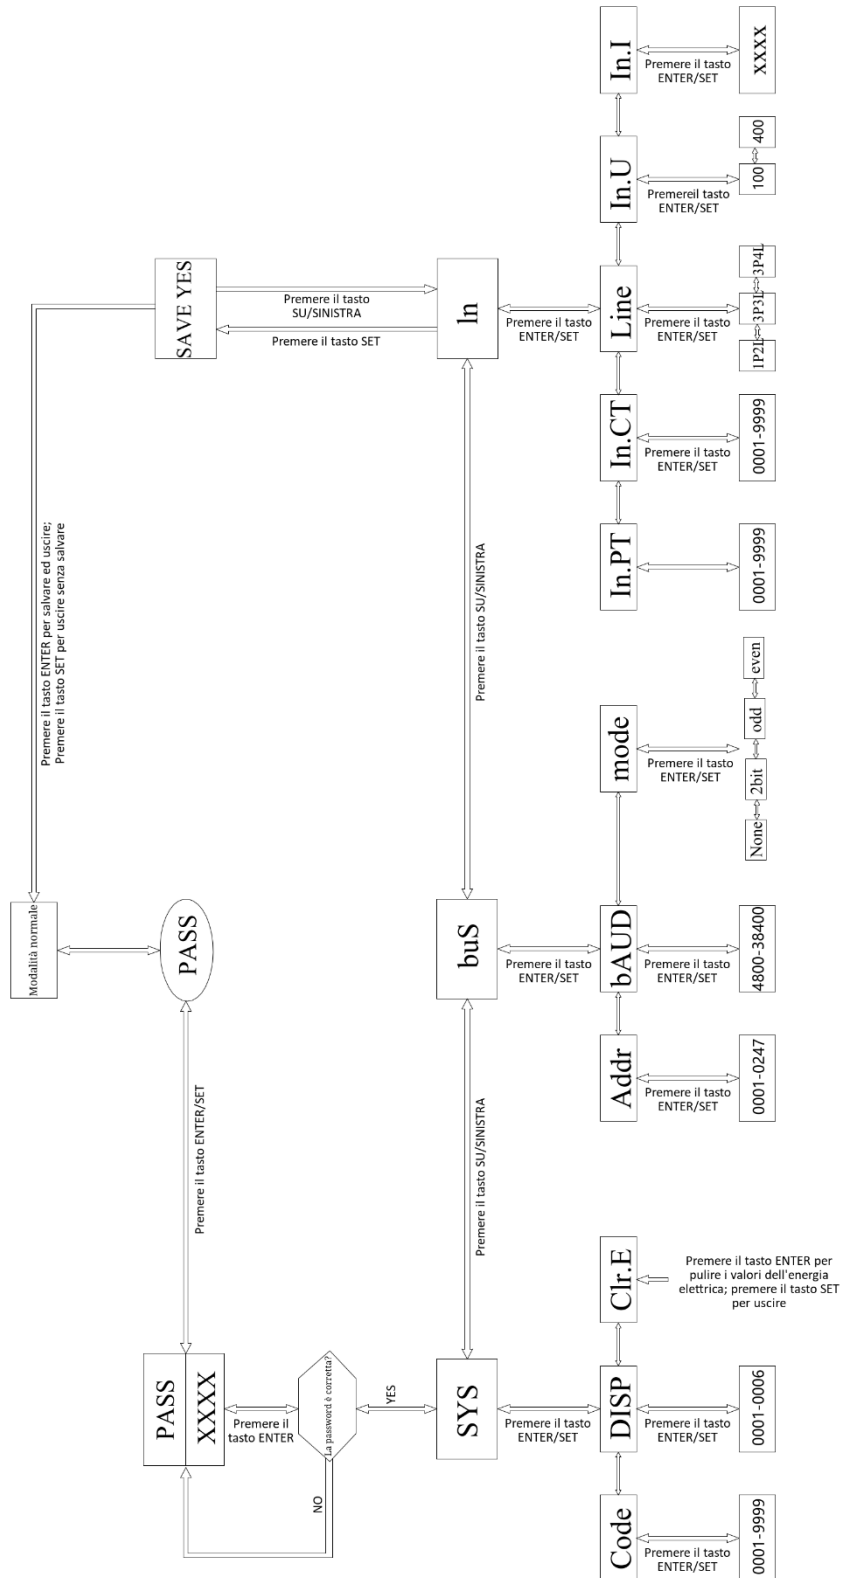 Modalità normale
Premere il tasto ENTER per salvare ed uscire;
Premere il tasto SET per uscire senza salvare
PASS
XXXX
Premere il tasto ENTER/SET
PASS
SAVE YES
Premere il
tasto ENTER
Premere il tasto
SU/SINISTRA
Premere il tasto SET
NO
La password è corretta?
YES
SYS
Premere il tasto SU/SINISTRA
buS
Premere il tasto SU/SINISTRA
In
Premere il tasto
ENTER/SET
Premere il tasto
ENTER/SET
Premere il tasto
ENTER/SET
Code
DISP
Clr.E
Addr
bAUD
mode
In.PT
In.CT
Line
In.U
In.I
Premere il tasto
ENTER/SET
Premere il tasto
ENTER/SET
Premere il tasto ENTER per
pulire i valori dell'energia
elettrica; premere il tasto SET
per uscire
Premere il tasto
ENTER/SET
Premere il tasto
ENTER/SET
Premere il tasto
ENTER/SET
Premere il tasto
ENTER/SET
Premere il tasto
ENTER/SET
Premereil tasto
ENTER/SET
Premere il tasto
ENTER/SET
0001-9999
0001-0006
0001-0247
4800-38400
None
2bit
odd
even
0001-9999
0001-9999
1P2L
3P3L
3P4L
100
400
XXXX